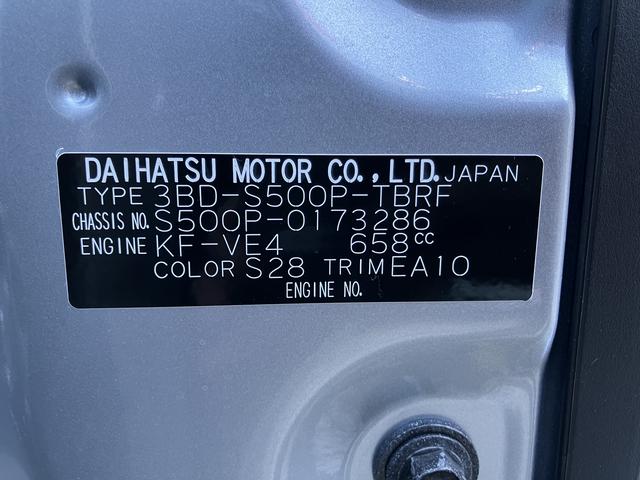 DAIHATSU MOTOR CO.,LTD. JAPAN
TYPE 3BD-S500P-TBRF
CHASSIS NO. S500P-0173286
ENGINE KF-VE4 658cc
COLOR S28 TRIM EA10
ENGINE NO.